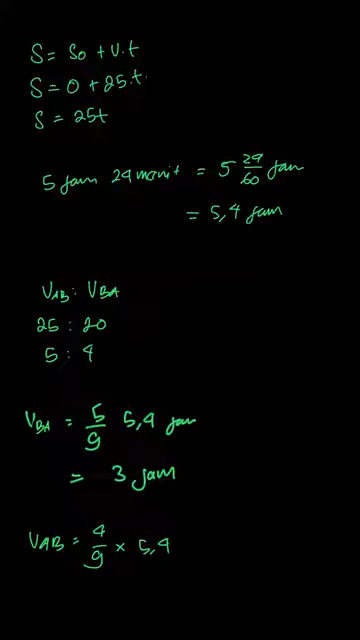 S = So + v.t
S = 0 + 25.t.
S = 25t
5 jam 24 menit = 5 24/60 jam
= 5,4 jam
VAB : VBA
25 : 20
5 : 4
VBA = 5/9 5,4 jam
= 3 jam
VAB = 4/9 × 5,4